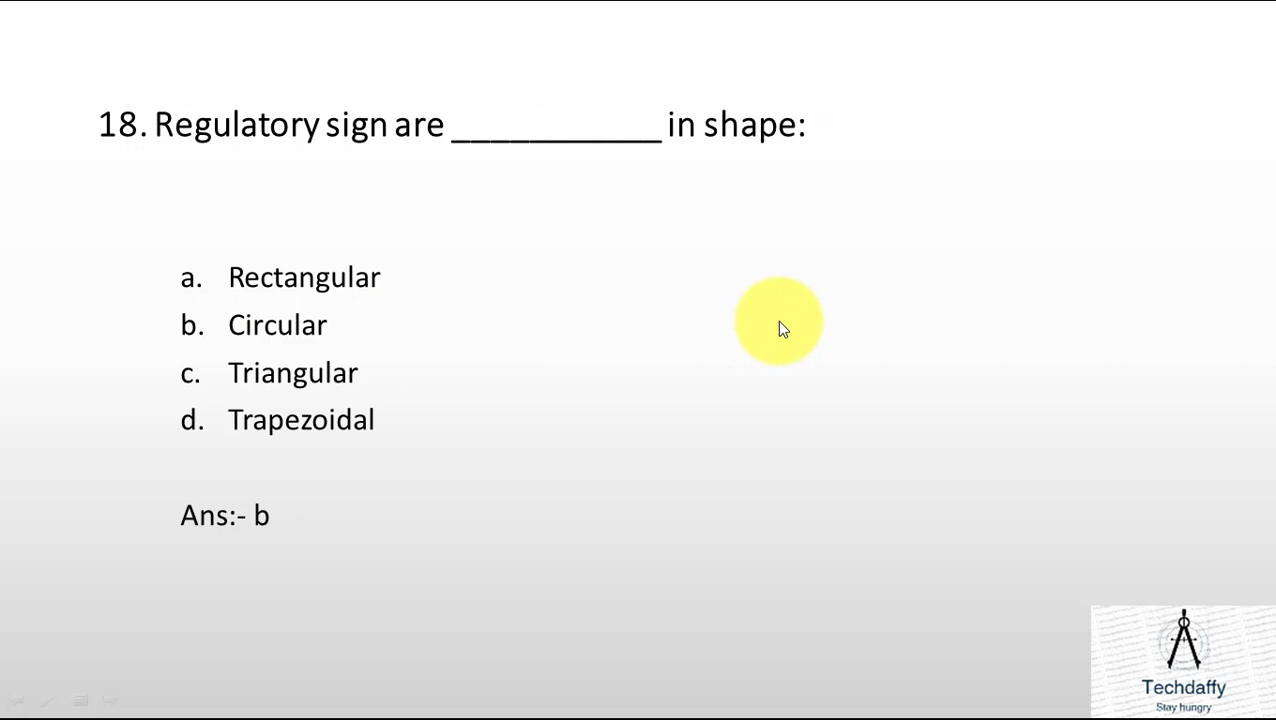 18. Regulatory sign are ___________ in shape:
a. Rectangular
b. Circular
c. Triangular
d. Trapezoidal
Ans:- b
Techdaffy
Stay hungry